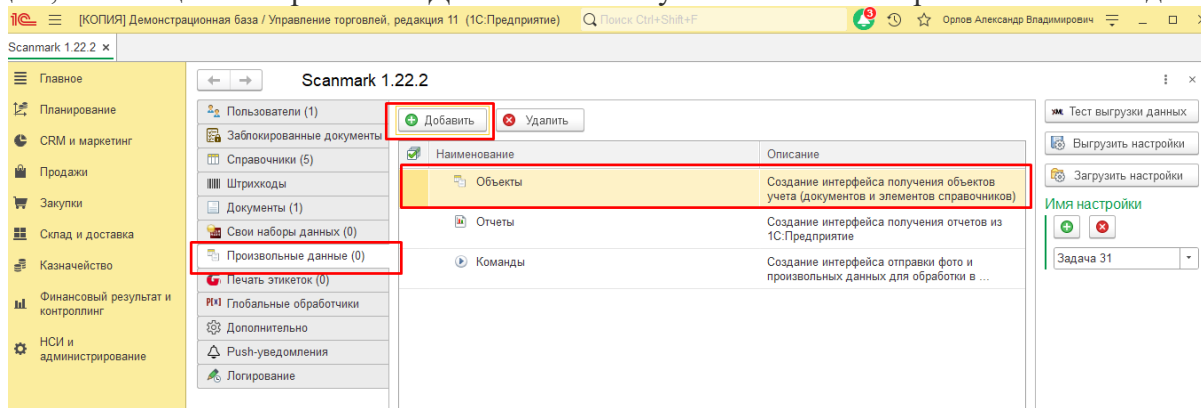 [КОПИЯ] Демонстрационная база / Управление торговлей, редакция 11 (1С:Предприятие)
Поиск Ctrl+Shift+F
3
Орлов Александр Владимирович
Scanmark 1.22.2 ×
Главное
Планирование
CRM и маркетинг
Продажи
Закупки
Склад и доставка
Казначейство
Финансовый результат и
контроллинг
НСИ и
администрирование
Scanmark 1.22.2
Пользователи (1)
Заблокированные документы
Справочники (5)
Штрихкоды
Документы (1)
Свои наборы данных (0)
Произвольные данные (0)
Печать этикеток (0)
Глобальные обработчики
Дополнительно
Push-уведомления
Логирование
Добавить
Удалить
Наименование
Описание
Объекты
Создание интерфейса получения объектов
учета (документов и элементов справочников)
Отчеты
Создание интерфейса получения отчетов из
1С:Предприятие
Команды
Создание интерфейса отправки фото и
произвольных данных для обработки в ...
Тест выгрузки данных
Выгрузить настройки
Загрузить настройки
Имя настройки
Задача 31